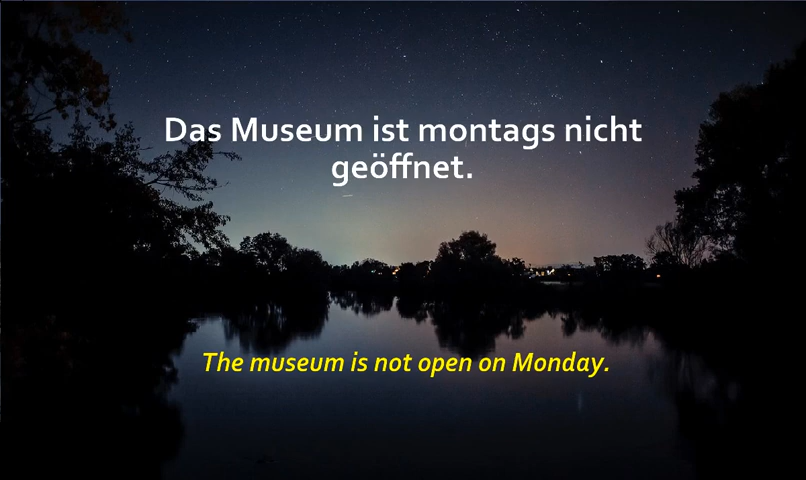 Das Museum ist montags nicht
geöffnet.
The museum is not open on Monday.